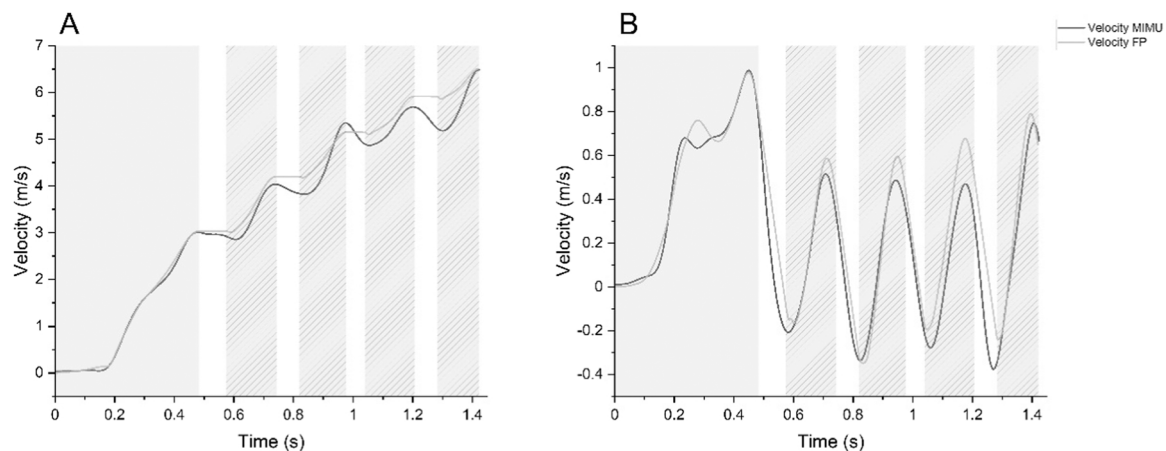 A
Velocity (m/s)
7
6
5
4
3
2
1
0
0 0.2 0.4 0.6 0.8 1 1.2 1.4
Time (s)
B
Velocity (m/s)
1
0.8
0.6
0.4
0.2
0
-0.2
-0.4
0 0.2 0.4 0.6 0.8 1 1.2 1.4
Time (s)
Velocity MIMU
Velocity FP